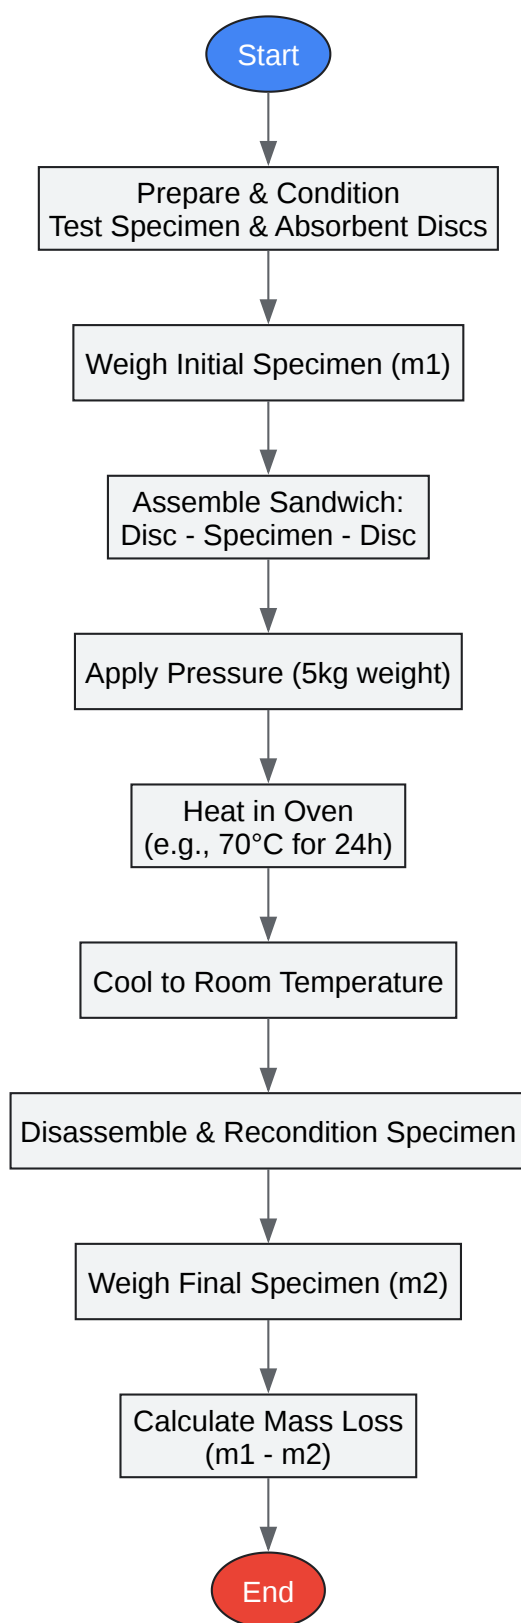 Start
Prepare & Condition
Test Specimen & Absorbent Discs
Weigh Initial Specimen (m1)
Assemble Sandwich:
Disc - Specimen - Disc
Apply Pressure (5kg weight)
Heat in Oven
(e.g., 70°C for 24h)
Cool to Room Temperature
Disassemble & Recondition Specimen
Weigh Final Specimen (m2)
Calculate Mass Loss
(m1 - m2)
End